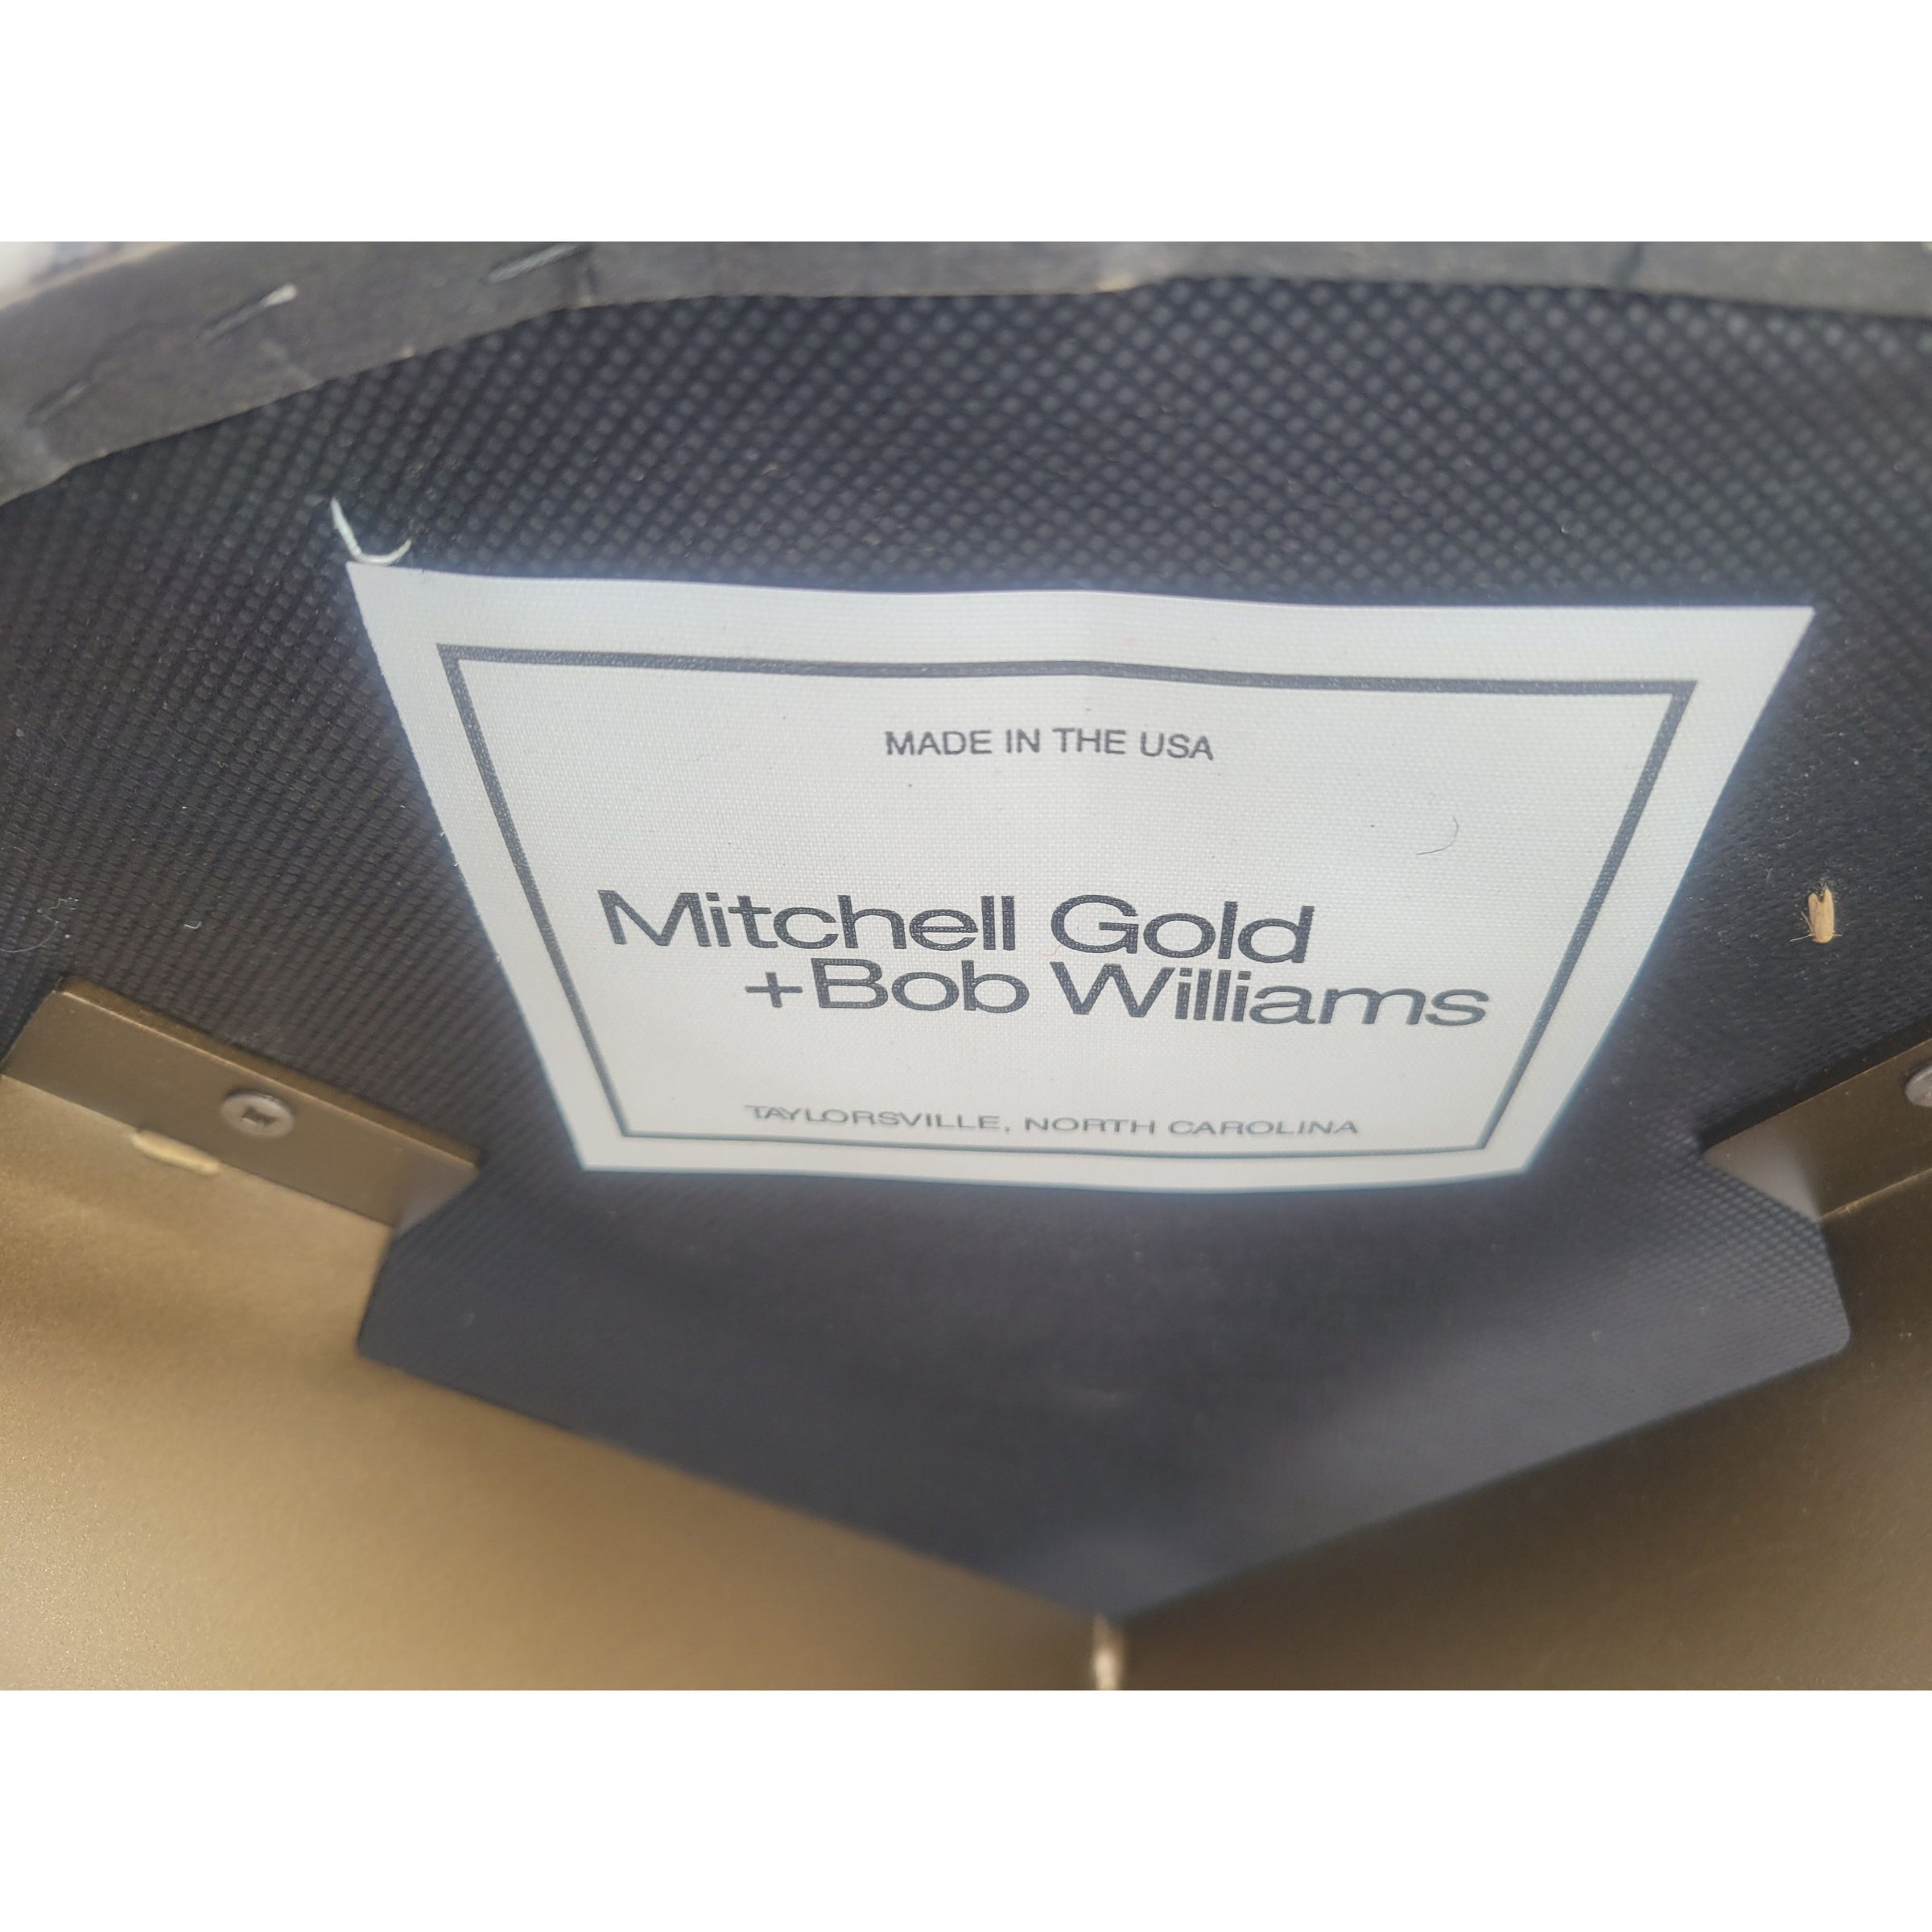 MADE IN THE USA
Mitchell Gold
+Bob Williams
TAYLORSVILLE, NORTH CAROLINA